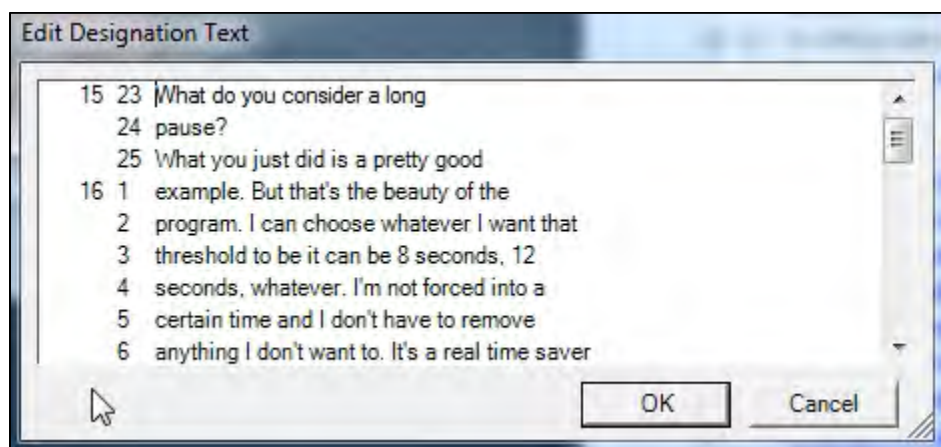 Edit Designation Text
15 23 What do you consider a long
24 pause?
25 What you just did is a pretty good
16 1 example. But that's the beauty of the
2 program. I can choose whatever I want that
3 threshold to be it can be 8 seconds, 12
4 seconds, whatever. I'm not forced into a
5 certain time and I don't have to remove
6 anything I don't want to. It's a real time saver
OK Cancel